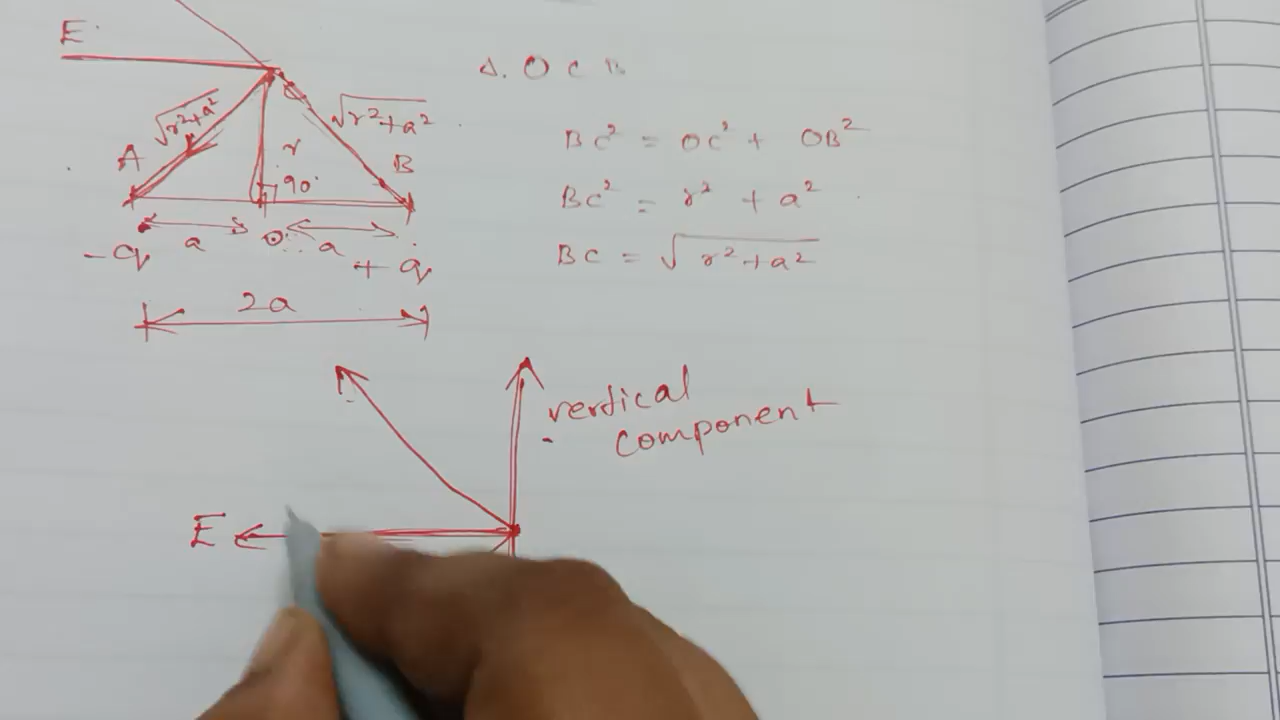 E
Δ. O C B
√r²+a²
√r²+a²
BC² = OC² + OB²
A
r
B
90°
BC² = r² + a²
a
O
a
-q
+q
BC = √r²+a²
2a
vertical
component
E